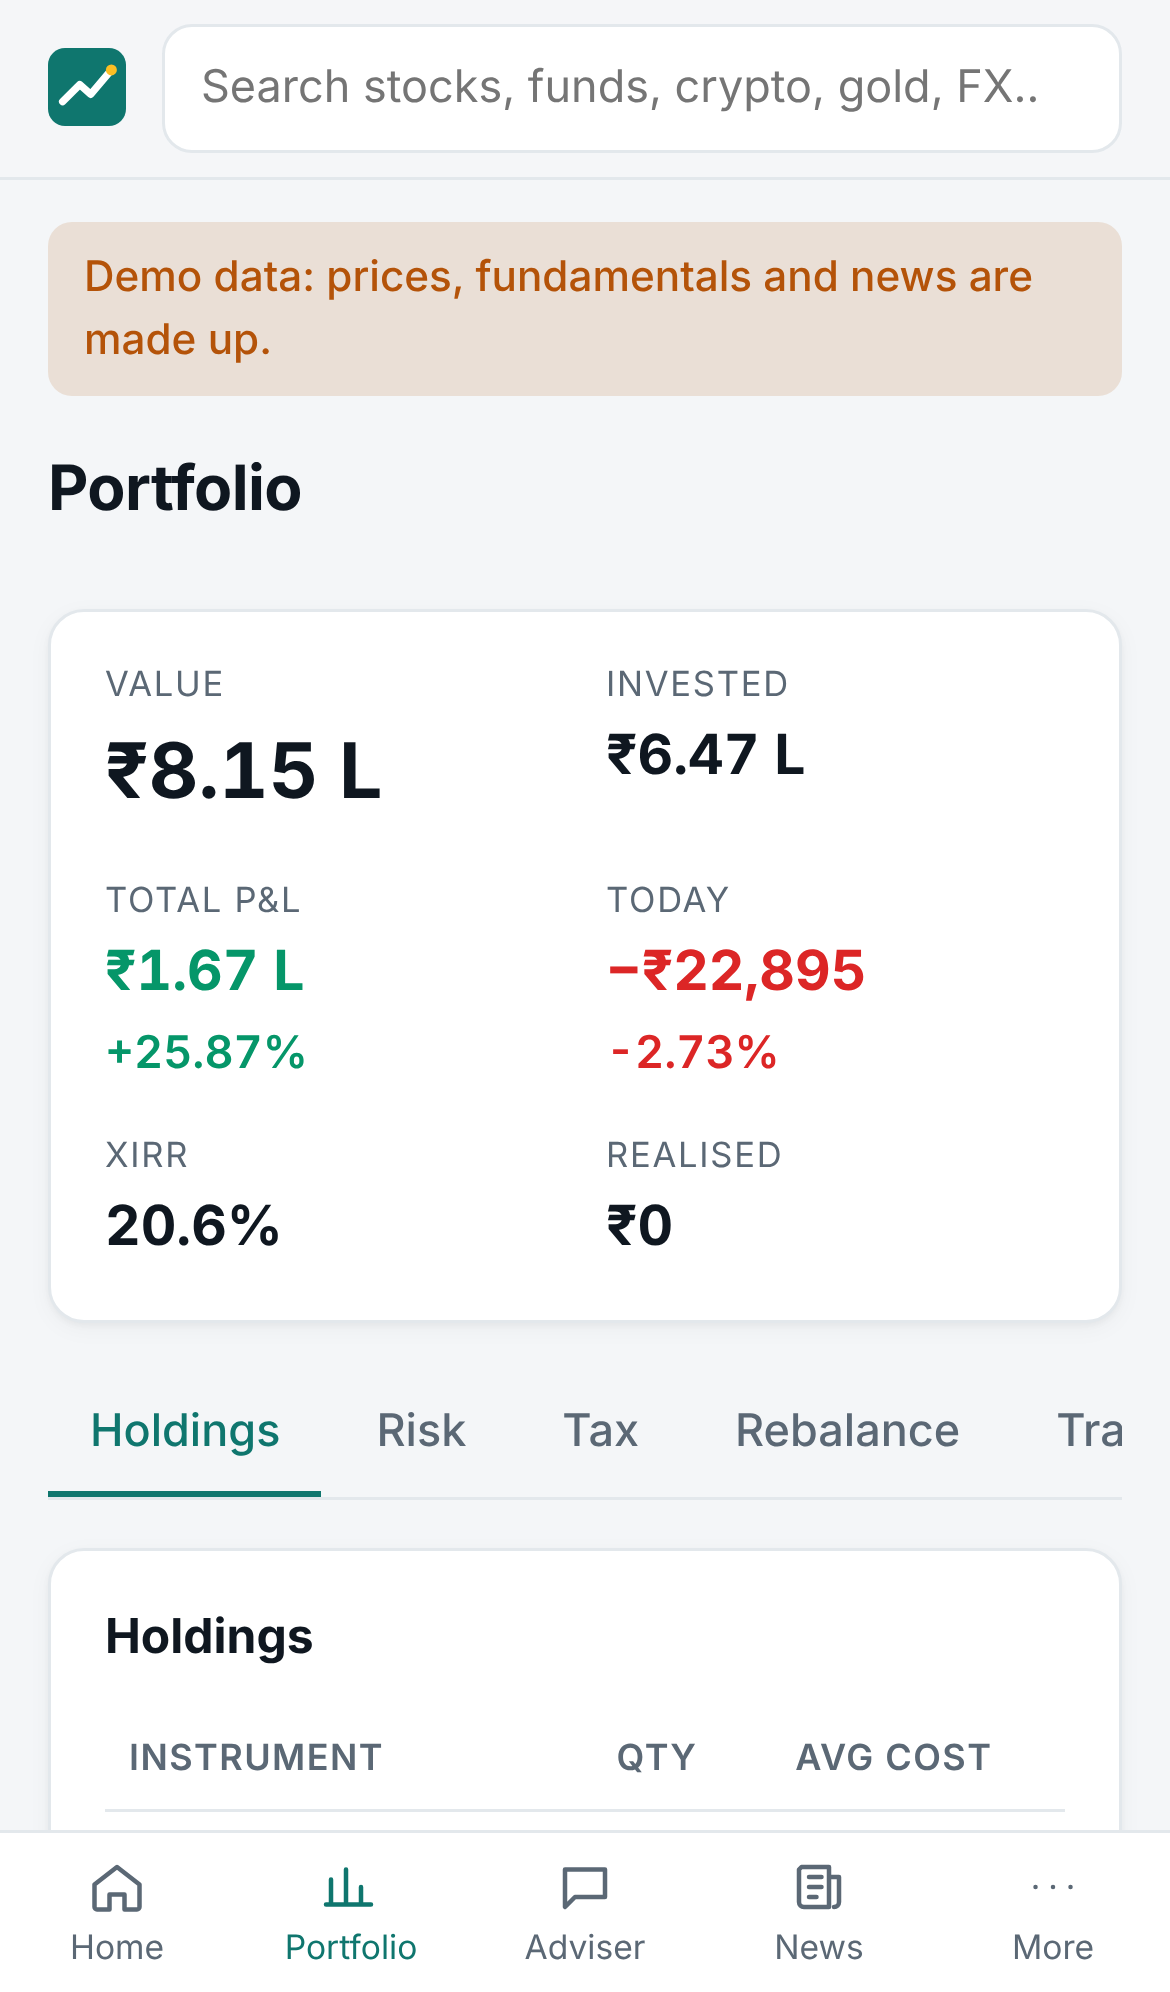 Search stocks, funds, crypto, gold, FX..
Demo data: prices, fundamentals and news are
made up.
Portfolio
VALUE
₹8.15 L
INVESTED
₹6.47 L
TOTAL P&L
₹1.67 L
+25.87%
TODAY
−₹22,895
-2.73%
XIRR
20.6%
REALISED
₹0
Holdings Risk Tax Rebalance Tra
Holdings
INSTRUMENT QTY AVG COST
Home Portfolio Adviser News More